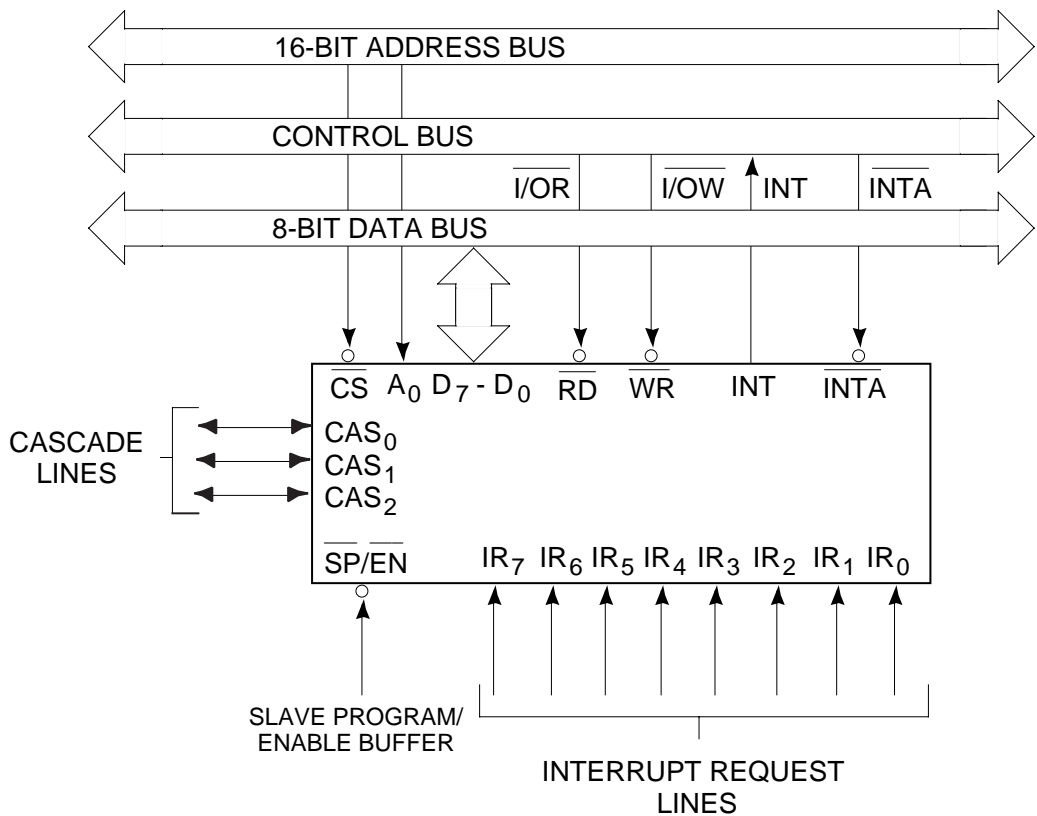 16-BIT ADDRESS BUS
CONTROL BUS
I/OR I/OW INT INTA
8-BIT DATA BUS
CS A0 D7 - D0 RD WR INT INTA
CASCADE
LINES
CAS0
CAS1
CAS2
SP/EN IR7 IR6 IR5 IR4 IR3 IR2 IR1 IR0
SLAVE PROGRAM/
ENABLE BUFFER
INTERRUPT REQUEST
LINES